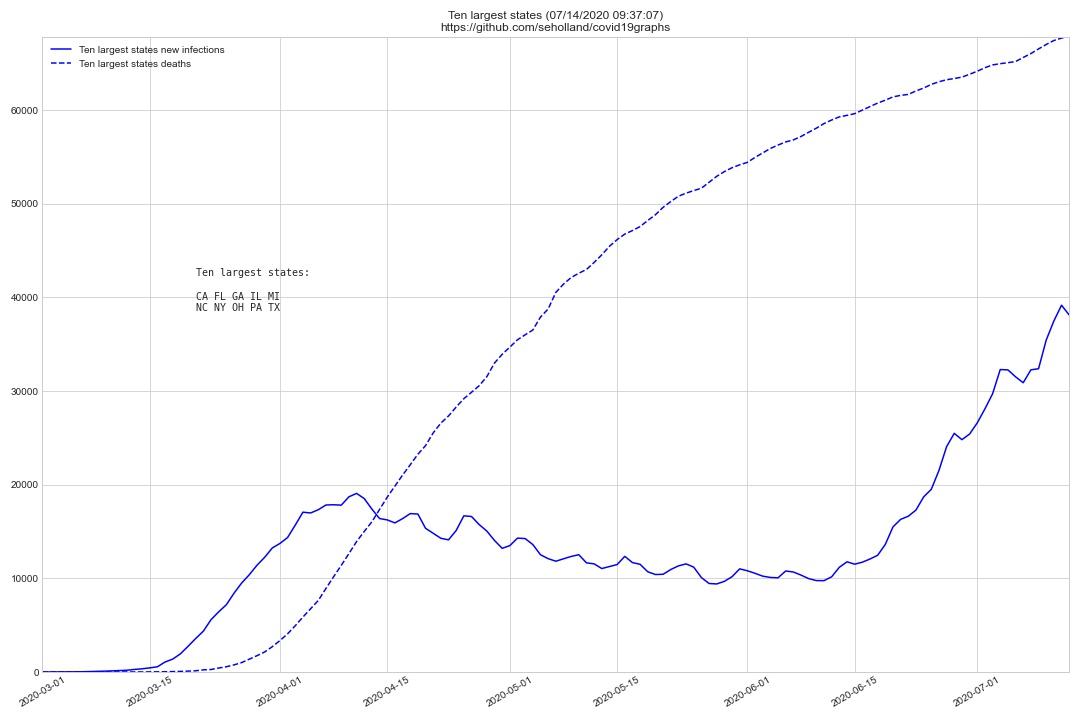 Ten largest states (07/14/2020 09:37:07)
https://github.com/seholland/covid19graphs
Ten largest states new infections
Ten largest states deaths
60000
50000
Ten largest states:
CA FL GA IL MI
NC NY OH PA TX
40000
30000
20000
10000
0
2020-03-01
2020-03-15
2020-04-01
2020-04-15
2020-05-01
2020-05-15
2020-06-01
2020-06-15
2020-07-01